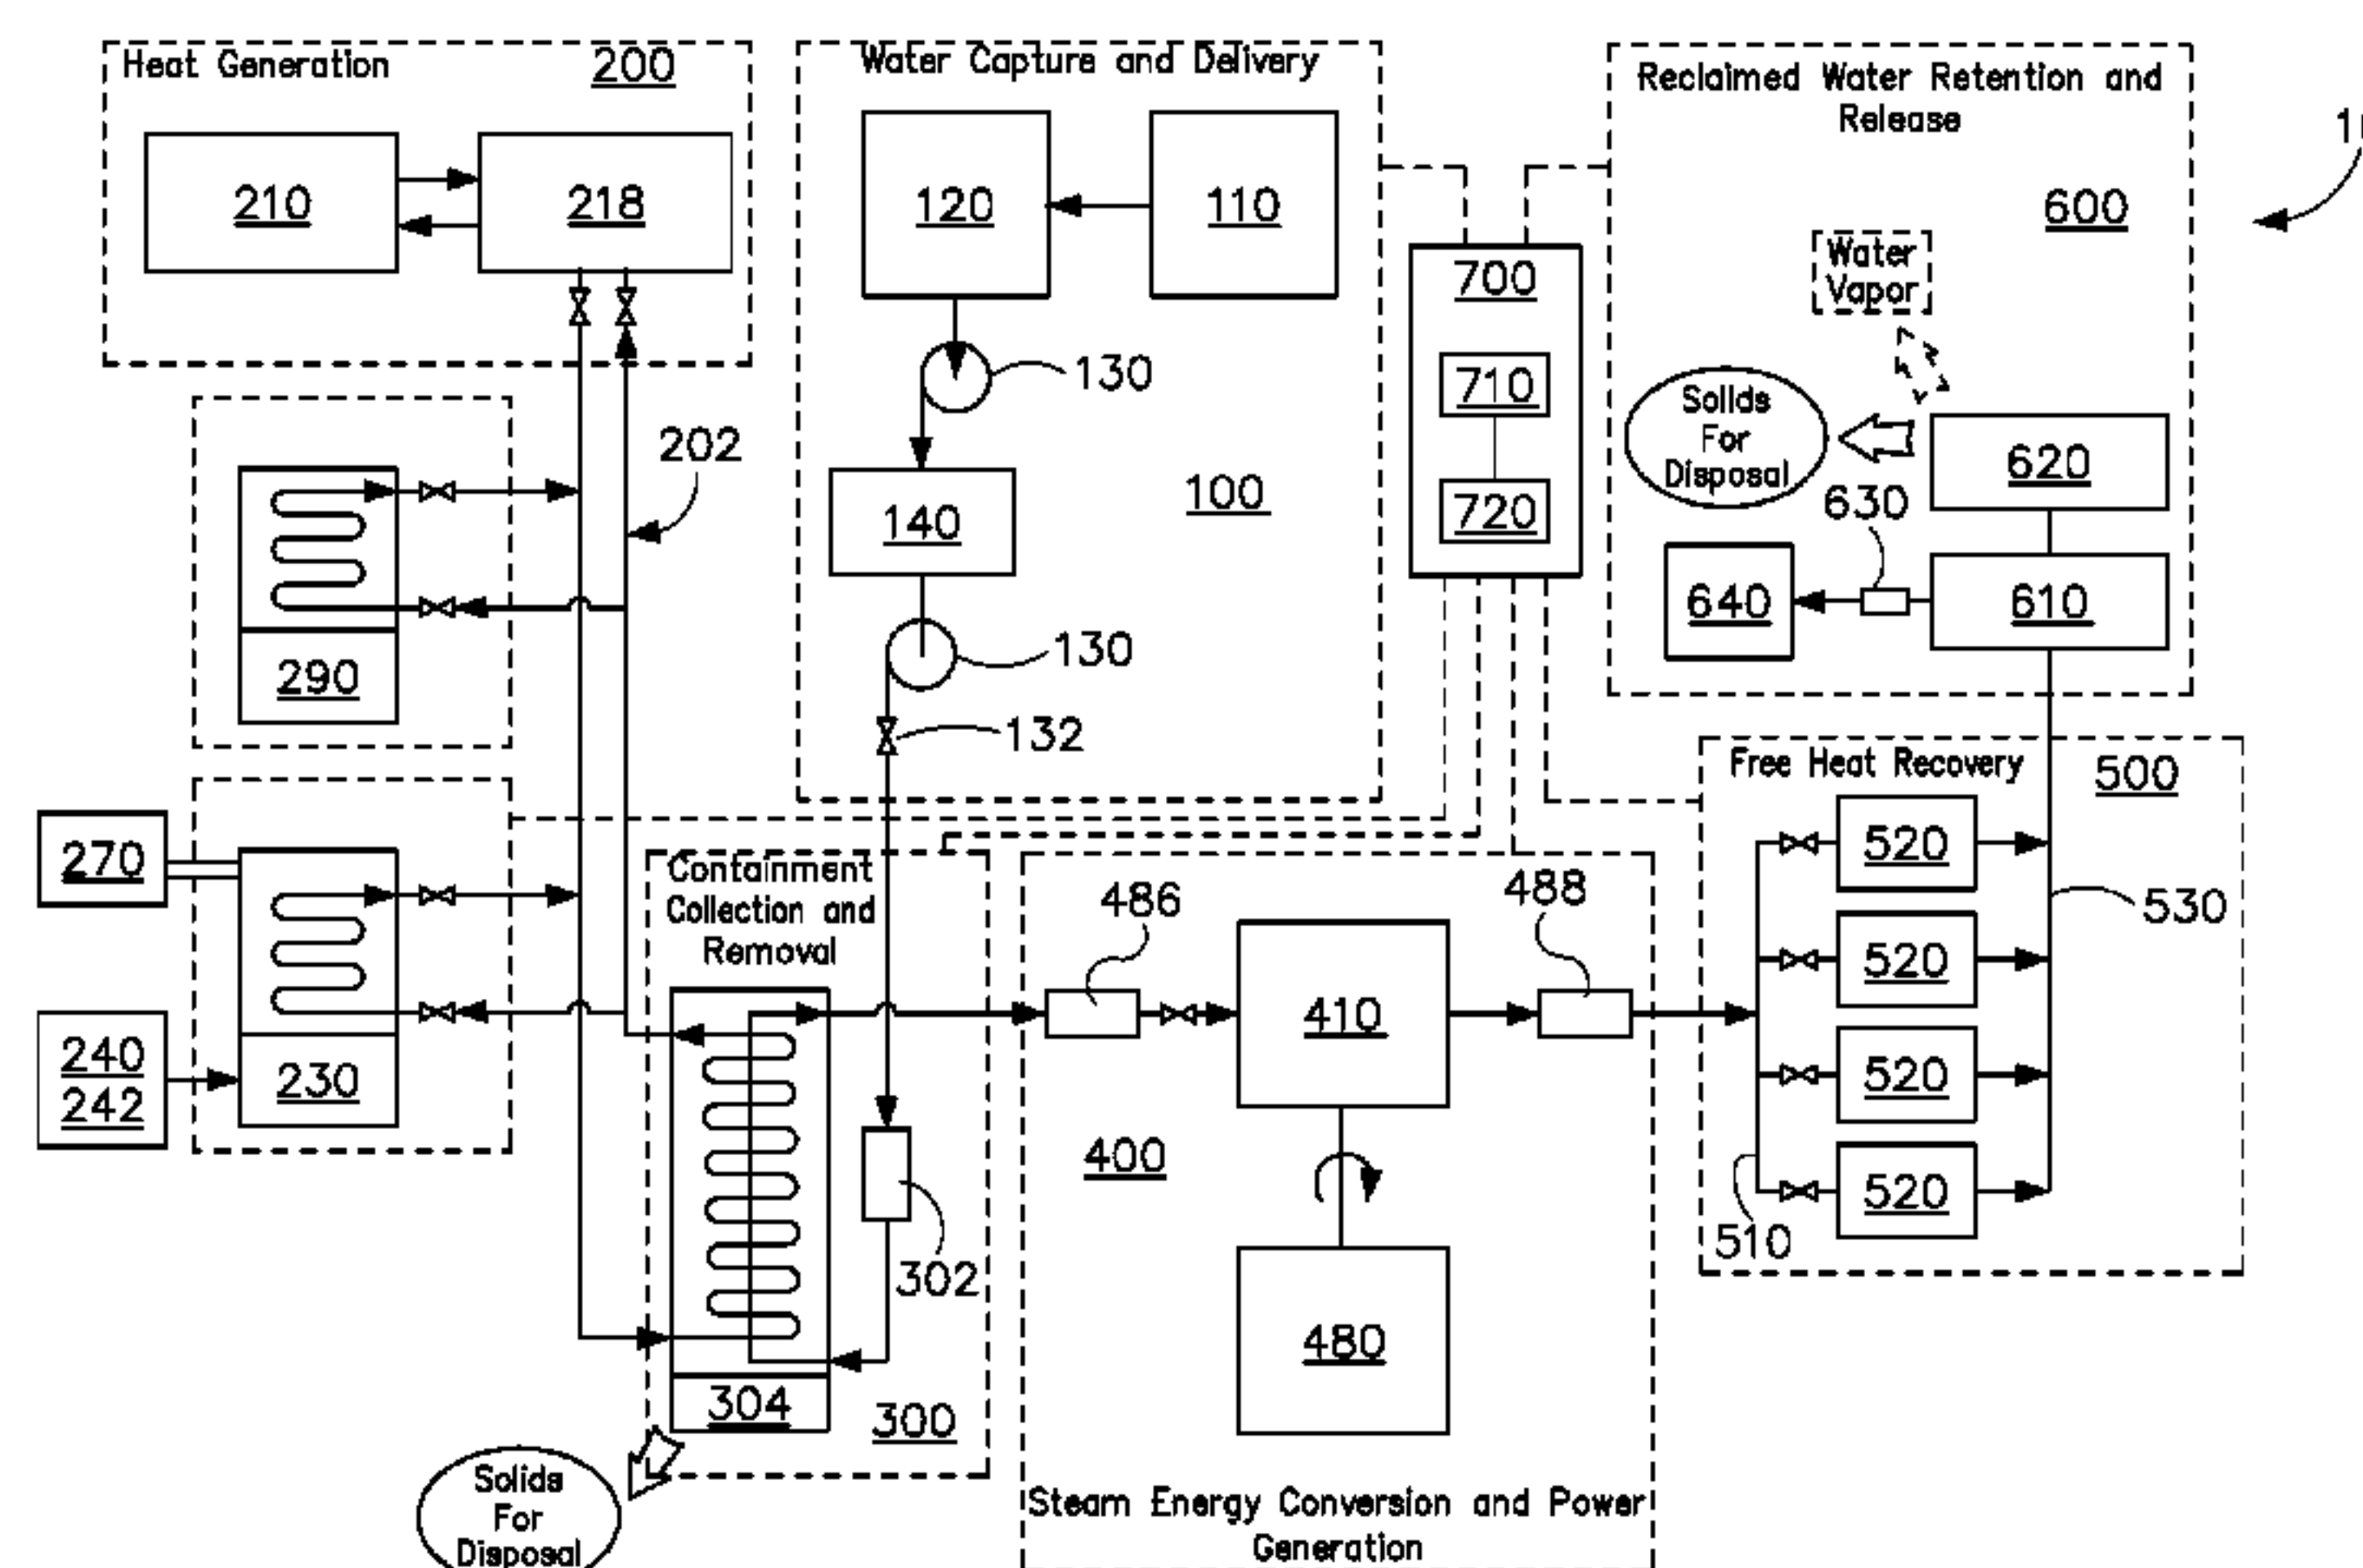 Heat Generation
200
210
218
Water Capture and Delivery
120
110
130
140
100
130
132
Reclaimed Water Retention and
Release
600
Water
Vapor
Solids
For
Disposal
620
630
640
610
700
710
720
202
290
270
240
242
230
Containment
Collection and
Removal
302
304
300
Solids
For
Disposal
486
488
410
400
480
Steam Energy Conversion and Power
Generation
Free Heat Recovery
500
520
520
520
520
530
510